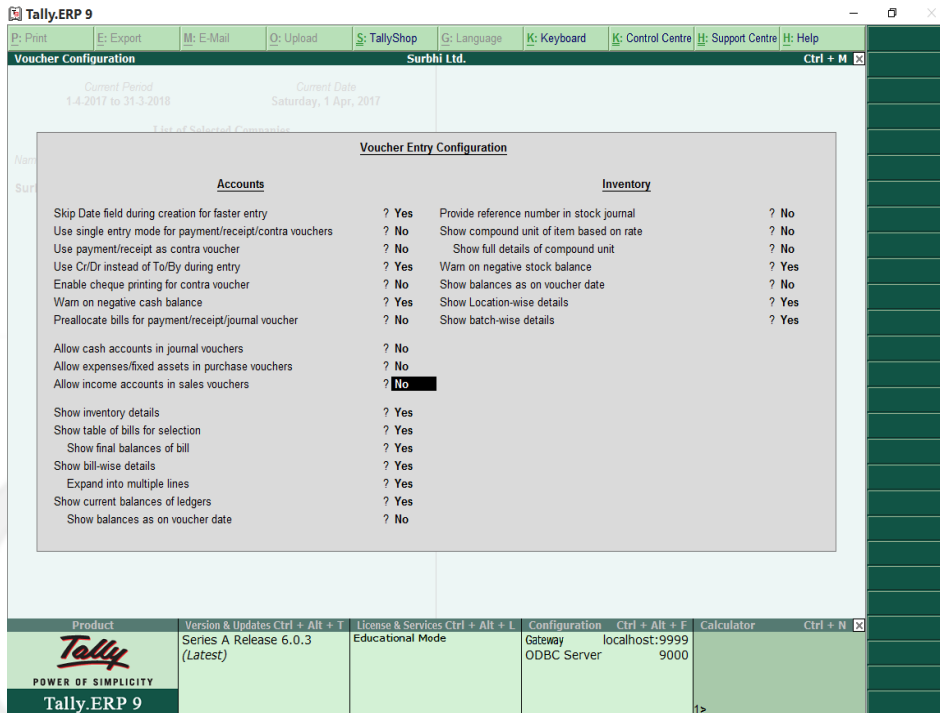 Tally.ERP 9
P: Print E: Export M: E-Mail O: Upload S: TallyShop G: Language K: Keyboard K: Control Centre H: Support Centre H: Help
Voucher Configuration Surbhi Ltd. Ctrl + M
Current Period Current Date
1-4-2017 to 31-3-2018 Saturday, 1 Apr, 2017
List of Selected Companies
Nam
Surb
Voucher Entry Configuration
Accounts
Skip Date field during creation for faster entry ? Yes
Use single entry mode for payment/receipt/contra vouchers ? No
Use payment/receipt as contra voucher ? No
Use Cr/Dr instead of To/By during entry ? Yes
Enable cheque printing for contra voucher ? No
Warn on negative cash balance ? Yes
Preallocate bills for payment/receipt/journal voucher ? No
Allow cash accounts in journal vouchers ? No
Allow expenses/fixed assets in purchase vouchers ? No
Allow income accounts in sales vouchers ? No
Show inventory details ? Yes
Show table of bills for selection ? Yes
Show final balances of bill ? Yes
Show bill-wise details ? Yes
Expand into multiple lines ? Yes
Show current balances of ledgers ? Yes
Show balances as on voucher date ? No
Inventory
Provide reference number in stock journal ? No
Show compound unit of item based on rate ? No
Show full details of compound unit ? No
Warn on negative stock balance ? Yes
Show balances as on voucher date ? No
Show Location-wise details ? Yes
Show batch-wise details ? Yes
Product
Tally
POWER OF SIMPLICITY
Tally.ERP 9
Version & Updates Ctrl + Alt + T
Series A Release 6.0.3
(Latest)
License & Services Ctrl + Alt + L
Educational Mode
Configuration Ctrl + Alt + F
Gateway localhost:9999
ODBC Server 9000
Calculator Ctrl + N
1>